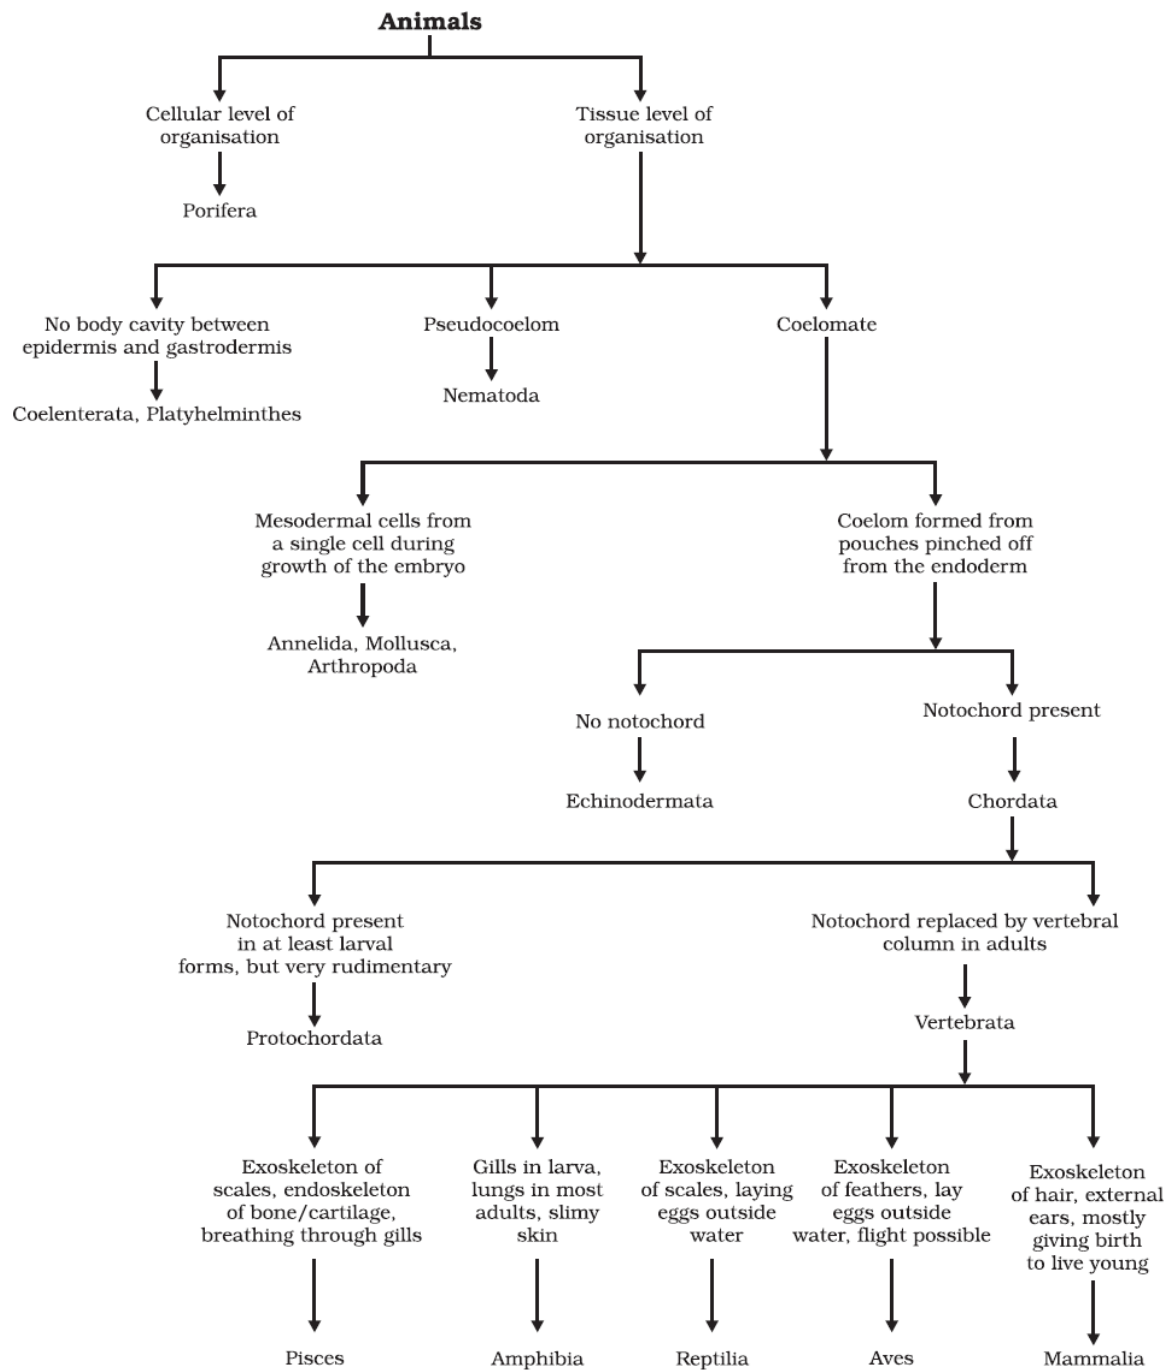 Animals
Cellular level of
organisation
Tissue level of
organisation
Porifera
No body cavity between
epidermis and gastrodermis
Pseudocoelom
Coelomate
Nematoda
Coelenterata, Platyhelminthes
Mesodermal cells from
a single cell during
growth of the embryo
Coelom formed from
pouches pinched off
from the endoderm
Annelida, Mollusca,
Arthropoda
No notochord
Notochord present
Echinodermata
Chordata
Notochord present
in at least larval
forms, but very rudimentary
Notochord replaced by vertebral
column in adults
Protochordata
Vertebrata
Exoskeleton of
scales, endoskeleton
of bone/cartilage,
breathing through gills
Gills in larva,
lungs in most
adults, slimy
skin
Exoskeleton
of scales, laying
eggs outside
water
Exoskeleton
of feathers, lay
eggs outside
water, flight possible
Exoskeleton
of hair, external
ears, mostly
giving birth
to live young
Pisces
Amphibia
Reptilia
Aves
Mammalia